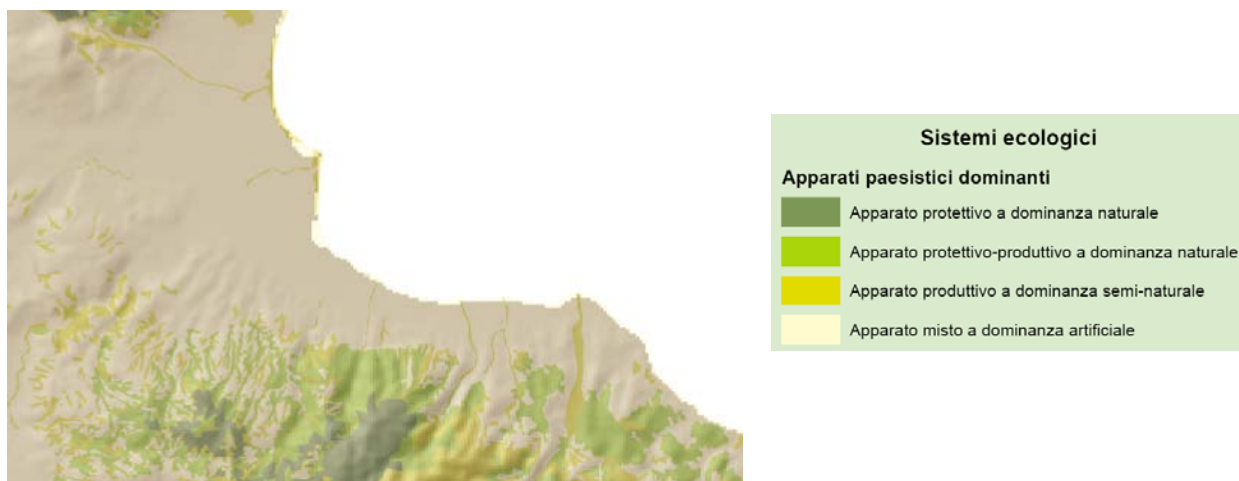 Sistemi ecologici
Apparati paesistici dominanti
Apparato protettivo a dominanza naturale
Apparato protettivo-produttivo a dominanza naturale
Apparato produttivo a dominanza semi-naturale
Apparato misto a dominanza artificiale